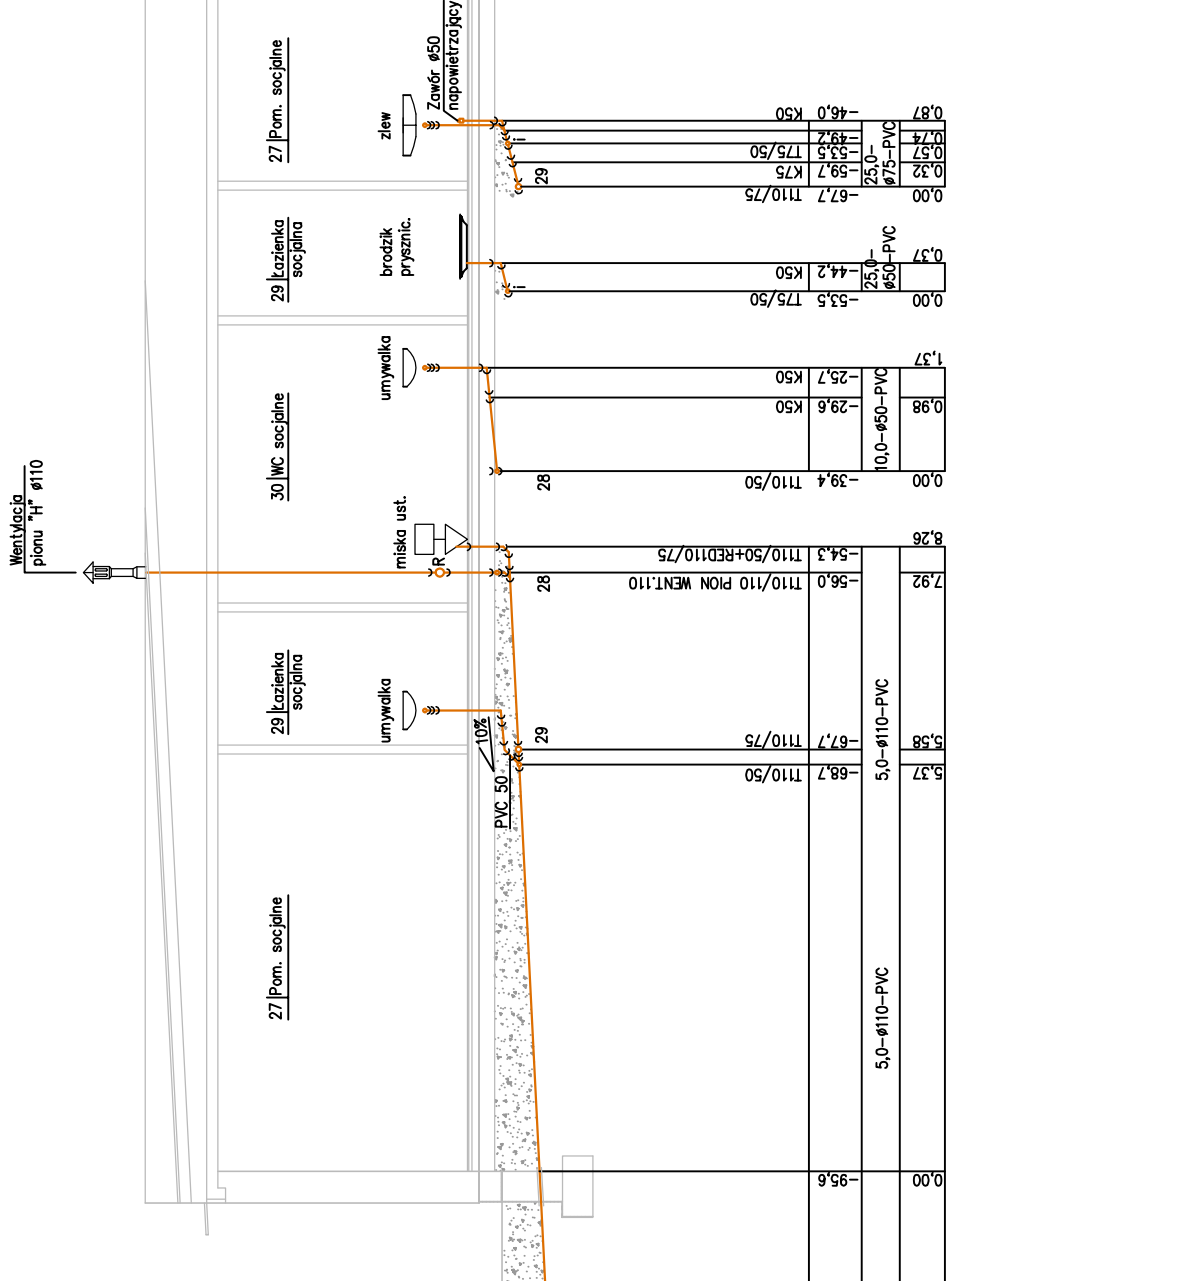 Wentylacja
pionu "H" ø110
27 Pom. socjalne
29 Łazienka
socjalna
30 WC socjalne
29 Łazienka
socjalna
27 Pom. socjalne
zlew
Zawór ø50
napowietrzający
brodzik
prysznic.
umywalka
miska ust.
R
umywalka
10%
PVC 50
29
i
i
28
28
29
K50
-46,0
0,87
-49,2
0,74
T75/50
-53,5
0,57
K75
-59,7
0,32
T110/75
-67,7
0,00
25,0-
ø75-PVC
K50
-44,2
0,37
T75/50
-53,5
0,00
25,0-
ø50-PVC
K50
-25,7
1,37
K50
-29,6
0,98
T110/50
-39,4
0,00
10,0-ø50-PVC
T110/50+RED110/75
-54,3
8,26
T110/110 PION WENT.110
-56,0
7,92
T110/75
-67,7
5,58
T110/50
-68,7
5,37
5,0-ø110-PVC
5,0-ø110-PVC
-95,6
0,00